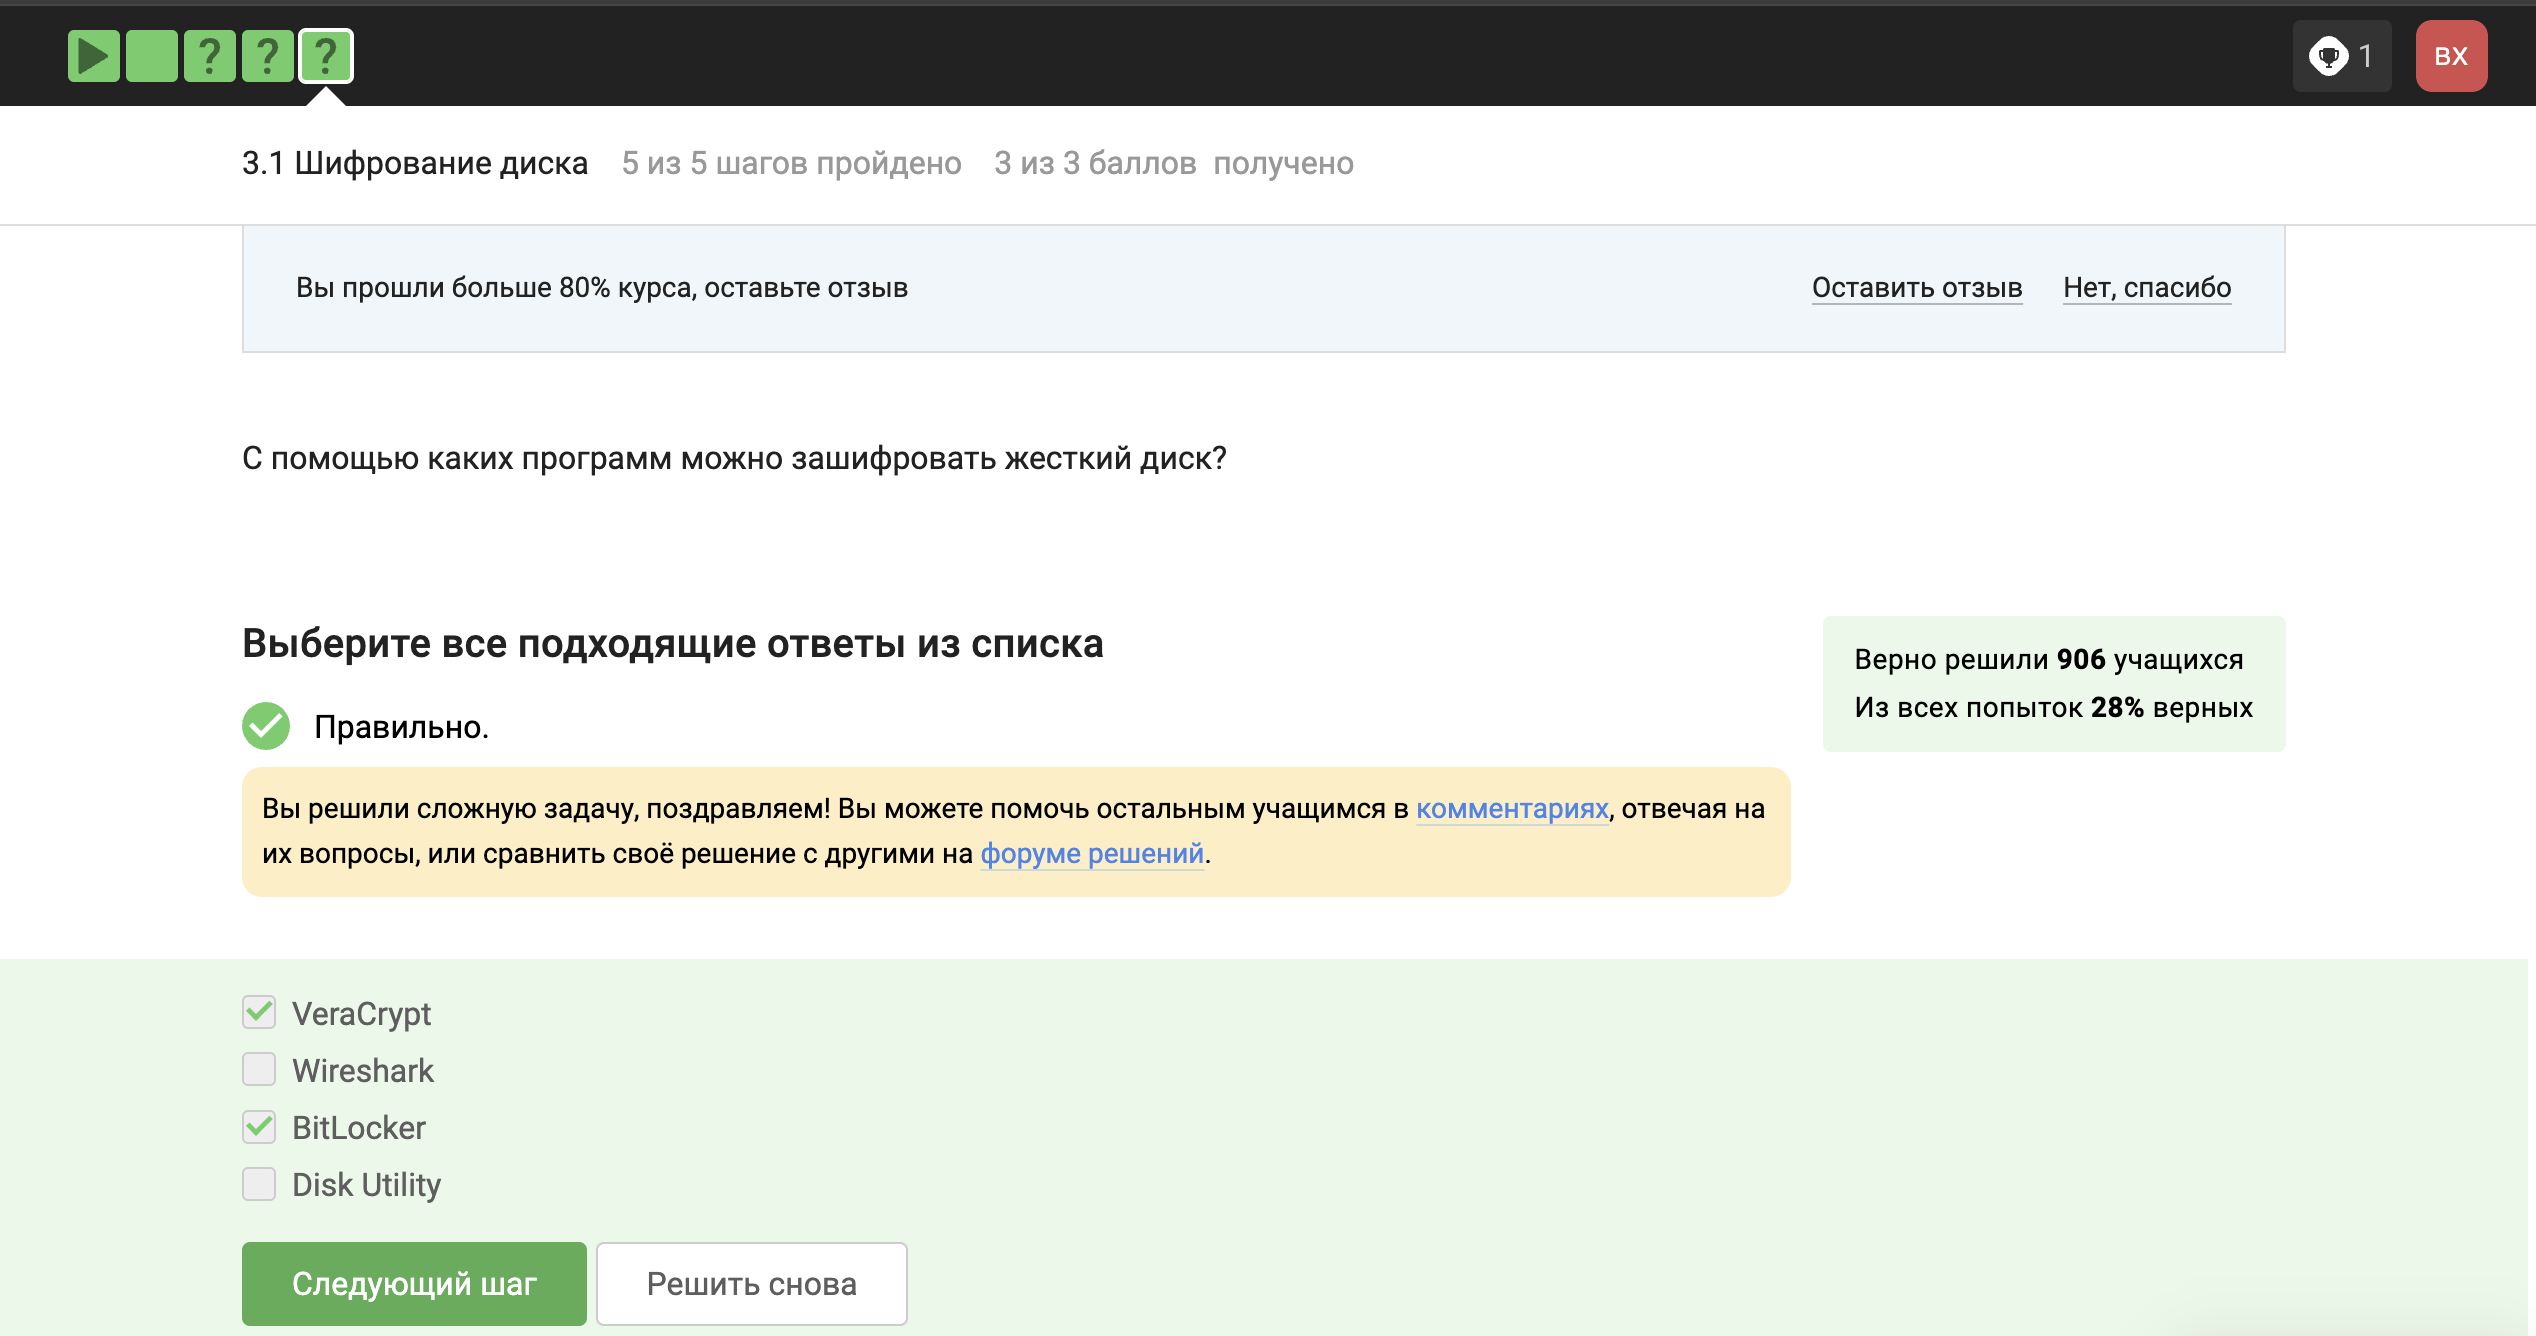 ? ? ?
1
BX
3.1 Шифрование диска 5 из 5 шагов пройдено 3 из 3 баллов получено
Вы прошли больше 80% курса, оставьте отзыв
Оставить отзыв Нет, спасибо
С помощью каких программ можно зашифровать жесткий диск?
Выберите все подходящие ответы из списка
Верно решили 906 учащихся
Из всех попыток 28% верных
Правильно.
Вы решили сложную задачу, поздравляем! Вы можете помочь остальным учащимся в комментариях, отвечая на
их вопросы, или сравнить своё решение с другими на форуме решений.
VeraCrypt
Wireshark
BitLocker
Disk Utility
Следующий шаг
Решить снова